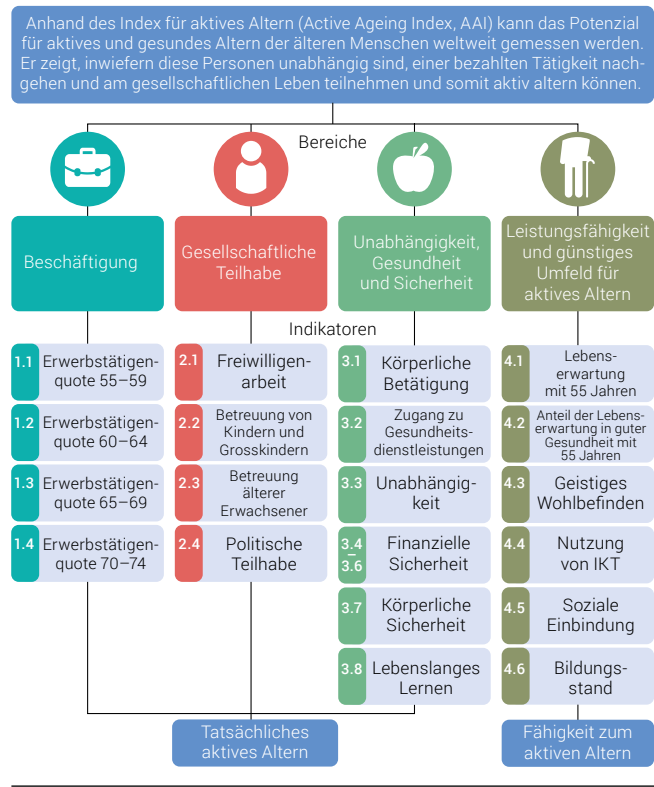 Anhand des Index für aktives Altern (Active Ageing Index, AAI) kann das Potenzial
für aktives und gesundes Altern der älteren Menschen weltweit gemessen werden.
Er zeigt, inwiefern diese Personen unabhängig sind, einer bezahlten Tätigkeit nach-
gehen und am gesellschaftlichen Leben teilnehmen und somit aktiv altern können.
Bereiche
Beschäftigung
Gesellschaftliche
Teilhabe
Unabhängigkeit,
Gesundheit
und Sicherheit
Leistungsfähigkeit
und günstiges
Umfeld für
aktives Altern
Indikatoren
1.1 Erwerbstätigen-
quote 55–59
1.2 Erwerbstätigen-
quote 60–64
1.3 Erwerbstätigen-
quote 65–69
1.4 Erwerbstätigen-
quote 70–74
2.1 Freiwilligen-
arbeit
2.2 Betreuung von
Kindern und
Grosskindern
2.3 Betreuung
älterer
Erwachsener
2.4 Politische
Teilhabe
3.1 Körperliche
Betätigung
3.2 Zugang zu
Gesundheits-
dienstleistungen
3.3 Unabhängig-
keit
3.4 – 3.6 Finanzielle
Sicherheit
3.7 Körperliche
Sicherheit
3.8 Lebenslanges
Lernen
4.1 Lebens-
erwartung
mit 55 Jahren
4.2 Anteil der Lebens-
erwartung in guter
Gesundheit mit
55 Jahren
4.3 Geistiges
Wohlbefinden
4.4 Nutzung
von IKT
4.5 Soziale
Einbindung
4.6 Bildungs-
stand
Tatsächliches
aktives Altern
Fähigkeit zum
aktiven Altern